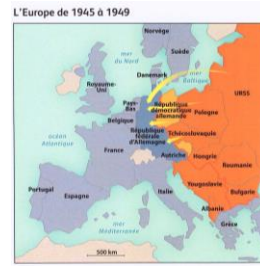 L'Europe de 1945 à 1949
Norvège
mer
du Nord
Suède
mer
Baltique
Danemark
Royaume-
Uni
URSS
Pays-
Bas
République
démocratique
allemande
Pologne
Belgique
océan
Atlantique
République
fédérale
d'Allemagne
Tchécoslovaquie
France
Autriche
Hongrie
Roumanie
Portugal
Espagne
Italie
Yougoslavie
Bulgarie
Albanie
mer
Méditerranée
Grèce
500 km